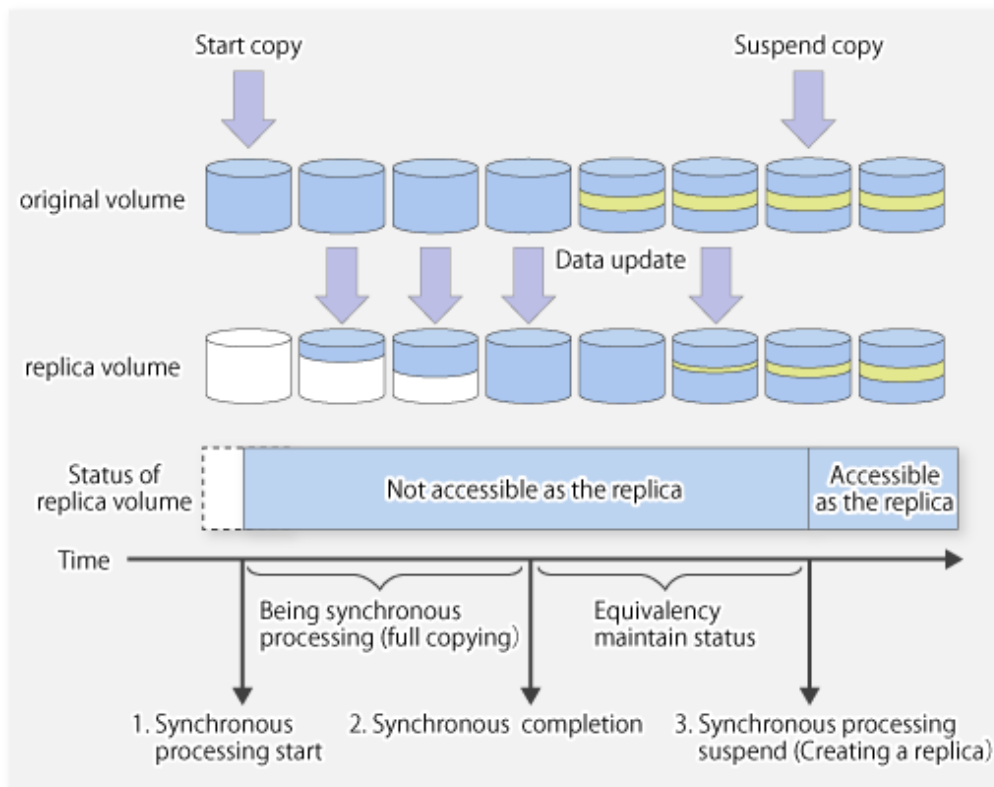 Start copy
Suspend copy
original volume
Data update
replica volume
Status of
replica volume
Not accessible as the replica
Accessible
as the replica
Time
Being synchronous
processing (full copying)
Equivalency
maintain status
1. Synchronous
processing start
2. Synchronous completion
3. Synchronous processing
suspend (Creating a replica)